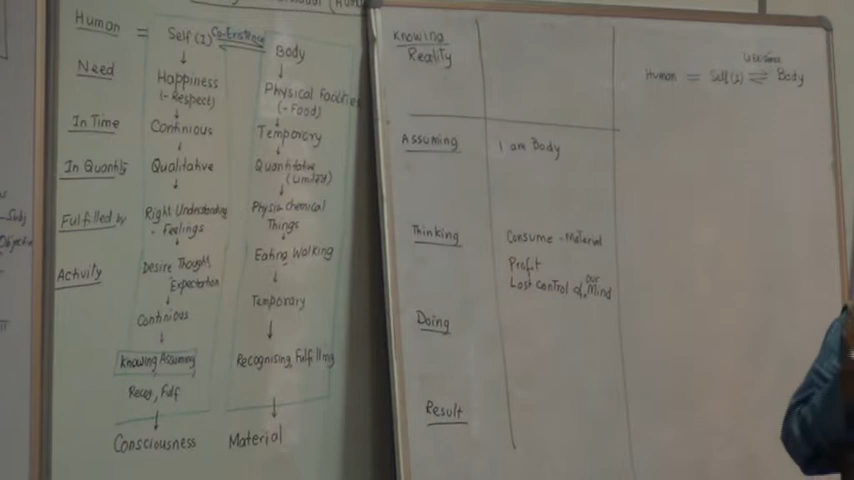 Human = Self(I) Co-Existence Body
Need
Happiness
(- Respect)
Physical Facilities
(- Food)
In Time
Continious
Temporary
In Quantity
Qualitative
Quantitative
(Limited)
Fulfilled by
Right Understanding
- Feelings
Physio chemical
Things
Activity
Desire Thought
Expectation
Eating Walking
Continious
Temporary
Knowing Assuming
Recog, Fulf
Recognising, Fulfilling
Consciousness
Material
Knowing
Reality
Human = Self(I) ⇌ Body
Assuming
I am Body
Thinking
Consume - Material
Profit
Lost control of our Mind
Doing
Result